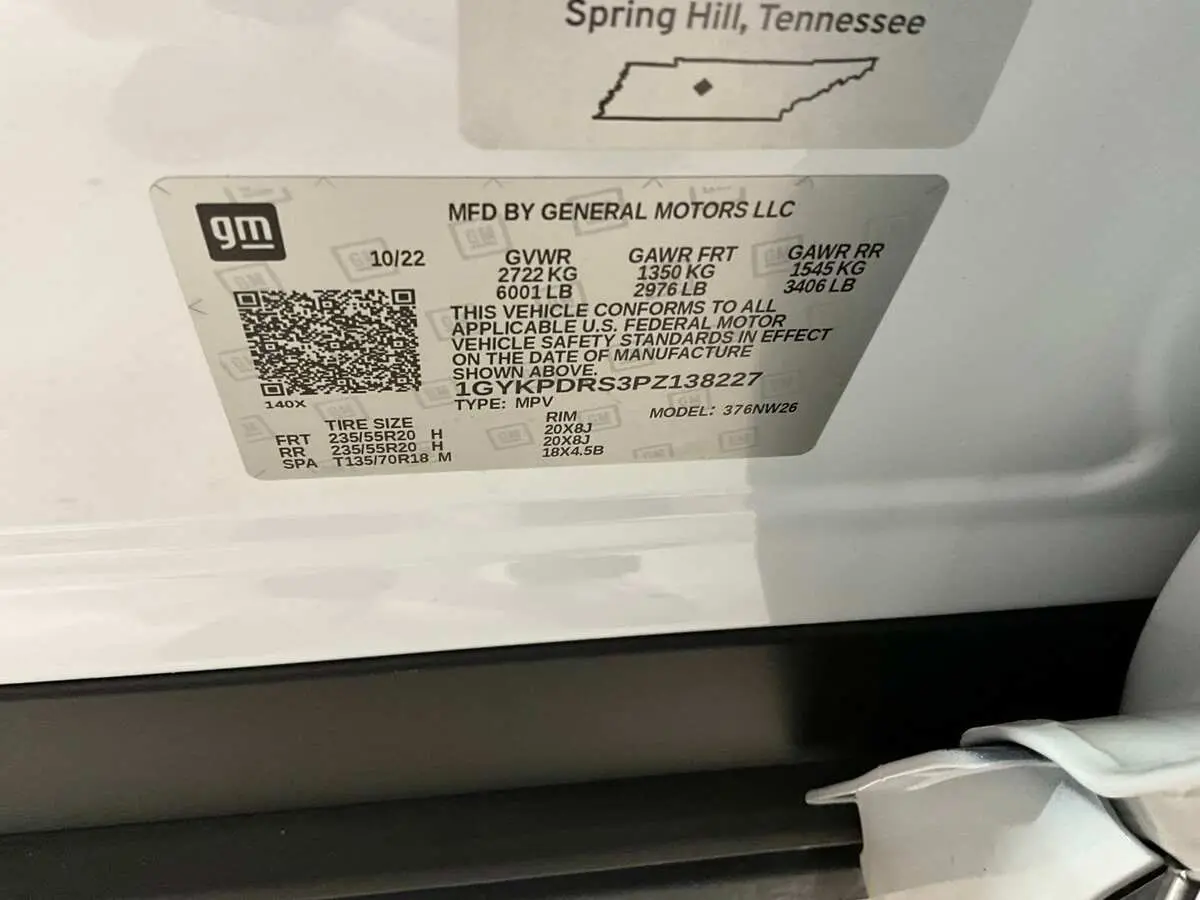 Spring Hill, Tennessee
gm
MFD BY GENERAL MOTORS LLC
10/22 GVWR GAWR FRT GAWR RR
2722 KG 1350 KG 1545 KG
6001 LB 2976 LB 3406 LB
THIS VEHICLE CONFORMS TO ALL
APPLICABLE U.S. FEDERAL MOTOR
VEHICLE SAFETY STANDARDS IN EFFECT
ON THE DATE OF MANUFACTURE
SHOWN ABOVE.
1GYKPDRS3PZ138227
140X
TYPE: MPV MODEL: 376NW26
TIRE SIZE RIM
FRT 235/55R20 H 20X8J
RR 235/55R20 H 20X8J
SPA T135/70R18 M 18X4.5B